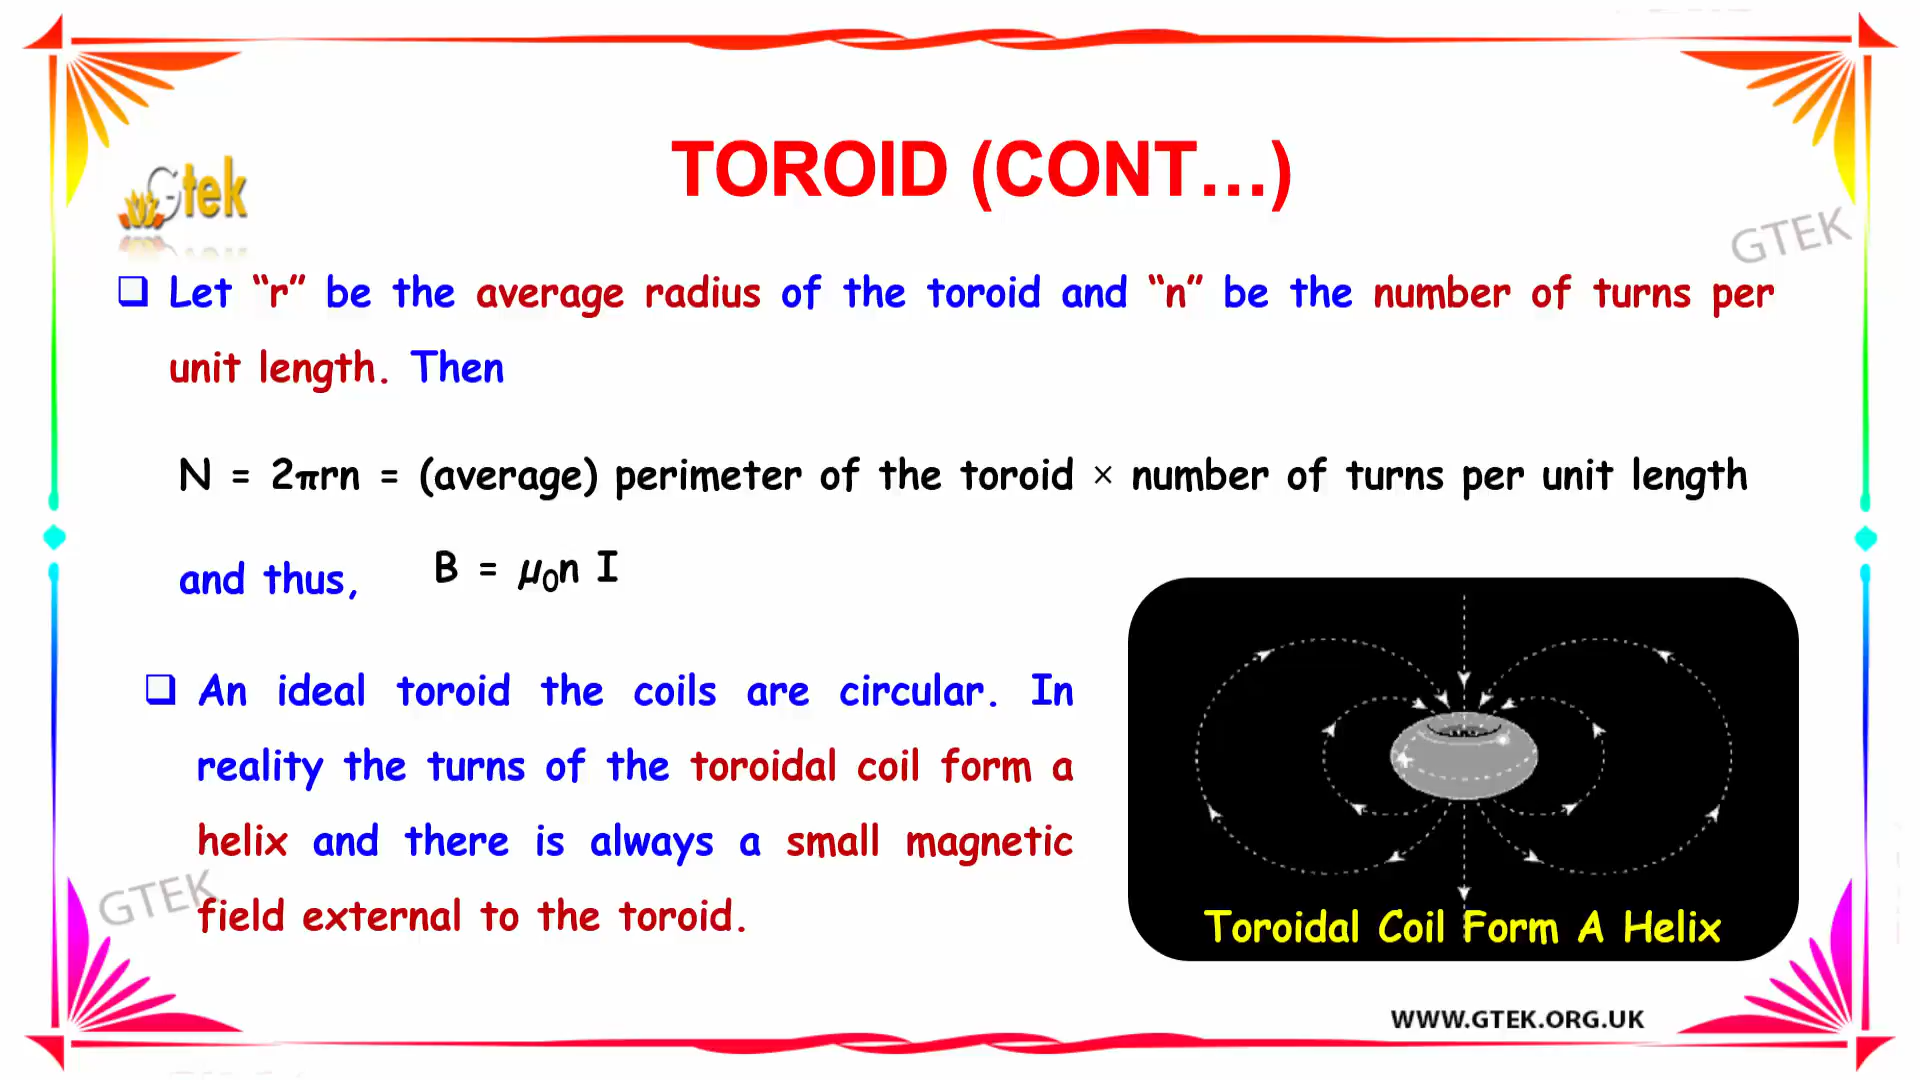 TOROID (CONT...)
Gtek
GTEK
❑ Let “r” be the average radius of the toroid and “n” be the number of turns per
unit length. Then
N = 2πrn = (average) perimeter of the toroid × number of turns per unit length
and thus, B = μ₀n I
❑ An ideal toroid the coils are circular. In
reality the turns of the toroidal coil form a
helix and there is always a small magnetic
field external to the toroid.
GTEK
Toroidal Coil Form A Helix
WWW.GTEK.ORG.UK